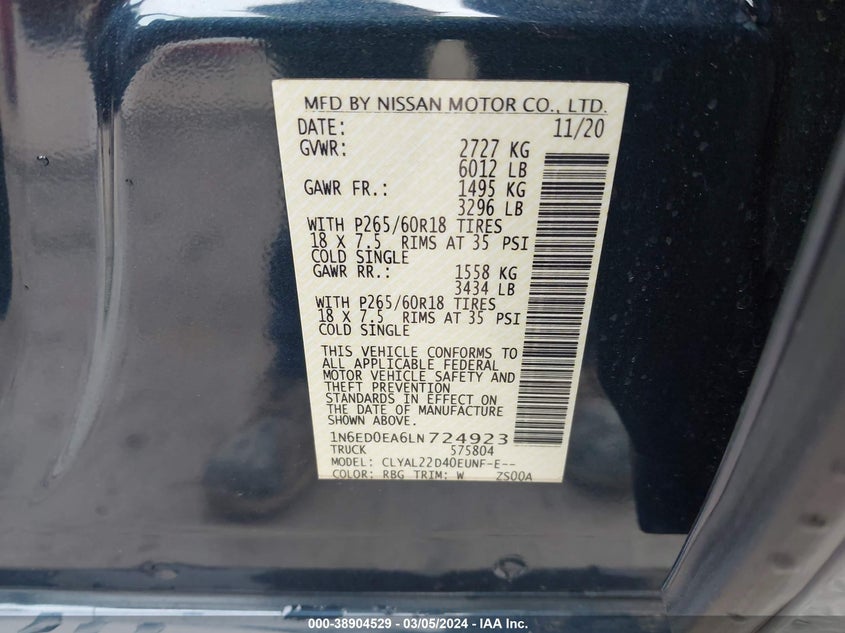 MFD BY NISSAN MOTOR CO., LTD.
DATE: 11/20
GVWR: 2727 KG
6012 LB
GAWR FR.: 1495 KG
3296 LB
WITH P265/60R18 TIRES
18 X 7.5 RIMS AT 35 PSI
COLD SINGLE
GAWR RR.: 1558 KG
3434 LB
WITH P265/60R18 TIRES
18 X 7.5 RIMS AT 35 PSI
COLD SINGLE
THIS VEHICLE CONFORMS TO
ALL APPLICABLE FEDERAL
MOTOR VEHICLE SAFETY AND
THEFT PREVENTION
STANDARDS IN EFFECT ON
THE DATE OF MANUFACTURE
SHOWN ABOVE.
1N6ED0EA6LN724923
TRUCK 575804
MODEL: CLYAL22D40EUNF-E--
COLOR: RBG TRIM: W ZS00A
000-38904529 - 03/05/2024 - IAA Inc.